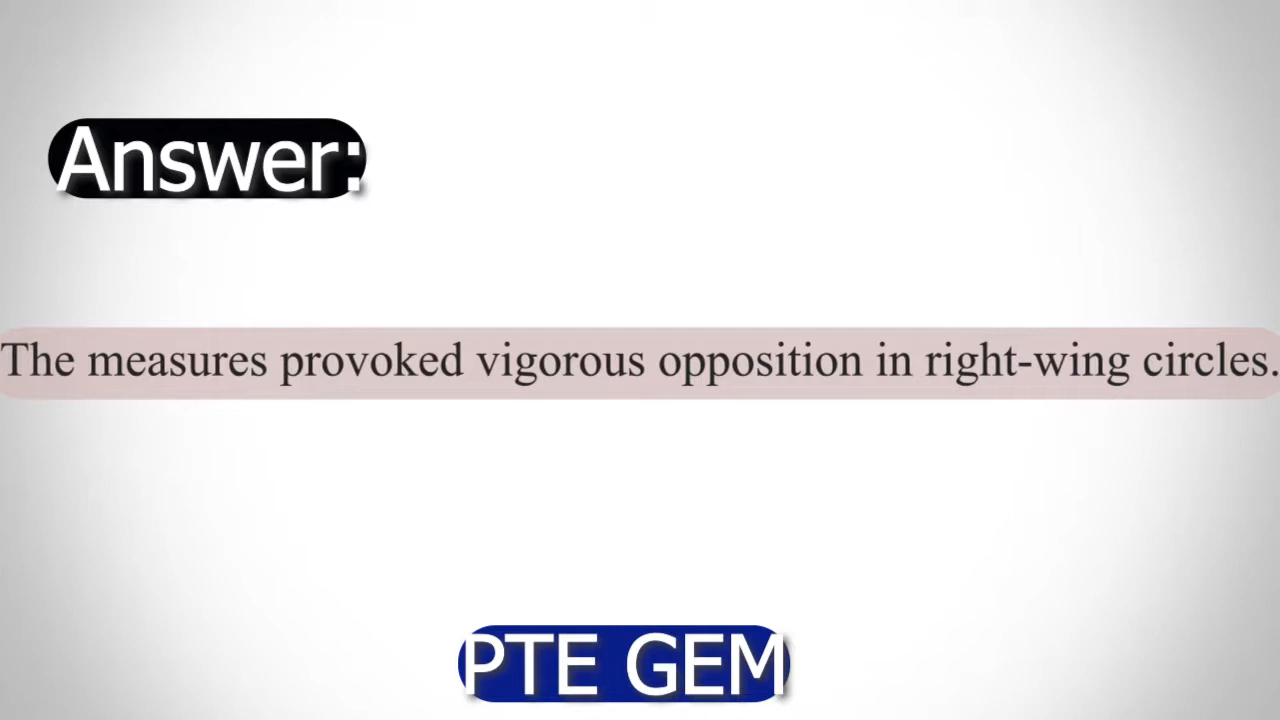 Answer:
The measures provoked vigorous opposition in right-wing circles.
PTE GEM